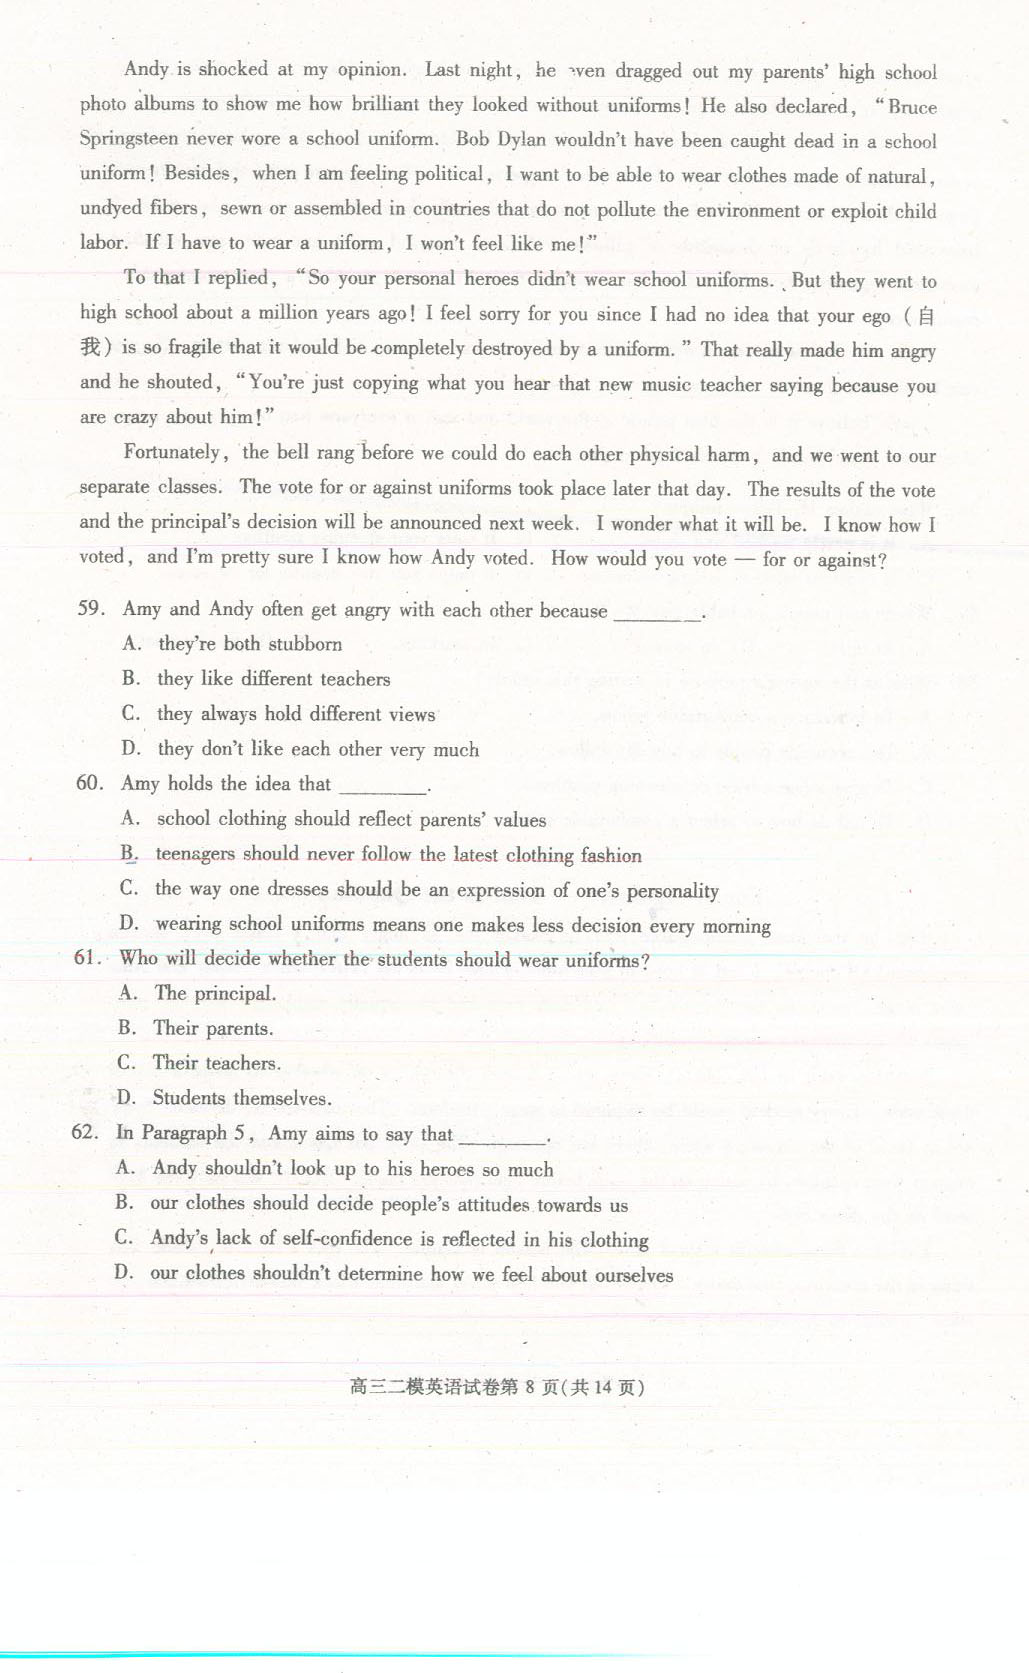 Andy is shocked at my opinion. Last night, he even dragged out my parents' high school
photo albums to show me how brilliant they looked without uniforms! He also declared, "Bruce
Springsteen never wore a school uniform. Bob Dylan wouldn't have been caught dead in a school
uniform! Besides, when I am feeling political, I want to be able to wear clothes made of natural,
undyed fibers, sewn or assembled in countries that do not pollute the environment or exploit child
labor. If I have to wear a uniform, I won't feel like me!"
To that I replied, "So your personal heroes didn't wear school uniforms. But they went to
high school about a million years ago! I feel sorry for you since I had no idea that your ego (自
我) is so fragile that it would be completely destroyed by a uniform." That really made him angry
and he shouted, "You're just copying what you hear that new music teacher saying because you
are crazy about him!"
Fortunately, the bell rang before we could do each other physical harm, and we went to our
separate classes. The vote for or against uniforms took place later that day. The results of the vote
and the principal's decision will be announced next week. I wonder what it will be. I know how I
voted, and I'm pretty sure I know how Andy voted. How would you vote — for or against?
59. Amy and Andy often get angry with each other because ________.
A. they're both stubborn
B. they like different teachers
C. they always hold different views
D. they don't like each other very much
60. Amy holds the idea that ________.
A. school clothing should reflect parents' values
B. teenagers should never follow the latest clothing fashion
C. the way one dresses should be an expression of one's personality
D. wearing school uniforms means one makes less decision every morning
61. Who will decide whether the students should wear uniforms?
A. The principal.
B. Their parents.
C. Their teachers.
D. Students themselves.
62. In Paragraph 5, Amy aims to say that ________.
A. Andy shouldn't look up to his heroes so much
B. our clothes should decide people's attitudes towards us
C. Andy's lack of self-confidence is reflected in his clothing
D. our clothes shouldn't determine how we feel about ourselves
高三二模英语试卷第 8 页(共 14 页)